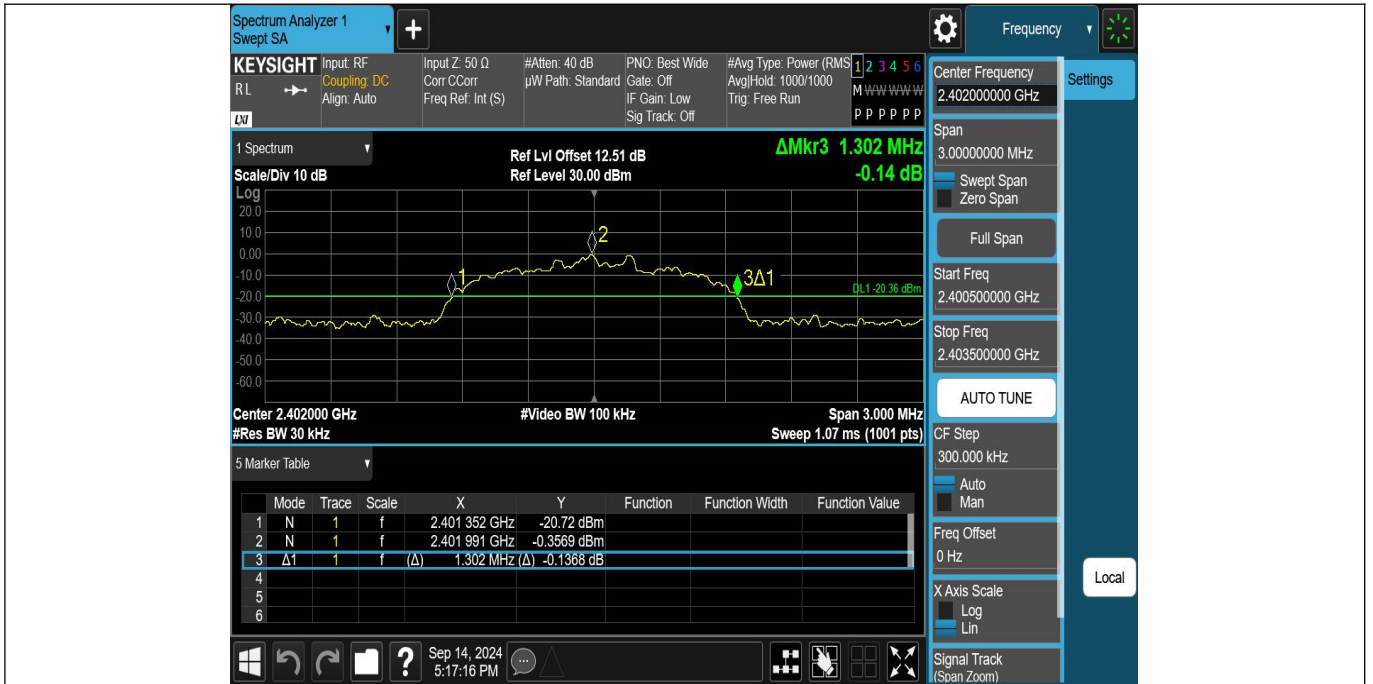 Spectrum Analyzer 1
Swept SA
+
Frequency
KEYSIGHT
RL
LXI
Input: RF
Coupling: DC
Align: Auto
Input Z: 50 Ω
Corr CCorr
Freq Ref: Int (S)
#Atten: 40 dB
µW Path: Standard
PNO: Best Wide
Gate: Off
IF Gain: Low
Sig Track: Off
#Avg Type: Power (RMS
Avg|Hold: 1000/1000
Trig: Free Run
1 2 3 4 5 6
M W W W W W
P P P P P P
Center Frequency
2.402000000 GHz
Settings
Span
3.00000000 MHz
Swept Span
Zero Span
Full Span
Start Freq
2.400500000 GHz
Stop Freq
2.403500000 GHz
AUTO TUNE
CF Step
300.000 kHz
Auto
Man
Freq Offset
0 Hz
X Axis Scale
Log
Lin
Signal Track
(Span Zoom)
Local
1 Spectrum
Scale/Div 10 dB
Ref Lvl Offset 12.51 dB
Ref Level 30.00 dBm
ΔMkr3 1.302 MHz
-0.14 dB
Log
20.0
10.0
0.00
-10.0
-20.0
-30.0
-40.0
-50.0
-60.0
1
2
3Δ1
DL1 -20.36 dBm
Center 2.402000 GHz
#Video BW 100 kHz
Span 3.000 MHz
#Res BW 30 kHz
Sweep 1.07 ms (1001 pts)
5 Marker Table
Mode Trace Scale X Y Function Function Width Function Value
1 N 1 f 2.401 352 GHz -20.72 dBm
2 N 1 f 2.401 991 GHz -0.3569 dBm
3 Δ1 1 f (Δ) 1.302 MHz (Δ) -0.1368 dB
4
5
6
?
Sep 14, 2024
5:17:16 PM